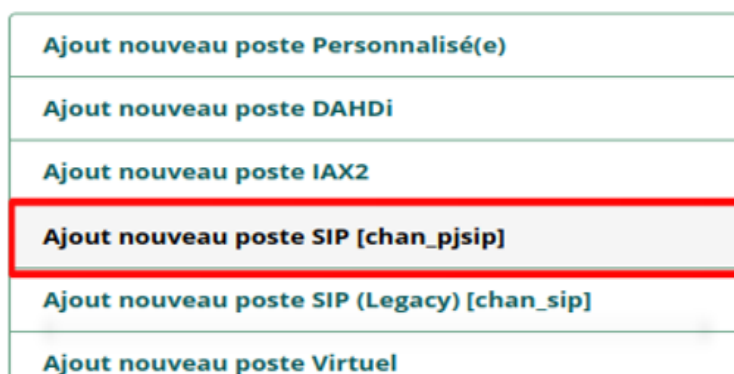 Ajout nouveau poste Personnalisé(e)
Ajout nouveau poste DAHDi
Ajout nouveau poste IAX2
Ajout nouveau poste SIP [chan_pjsip]
Ajout nouveau poste SIP (Legacy) [chan_sip]
Ajout nouveau poste Virtuel